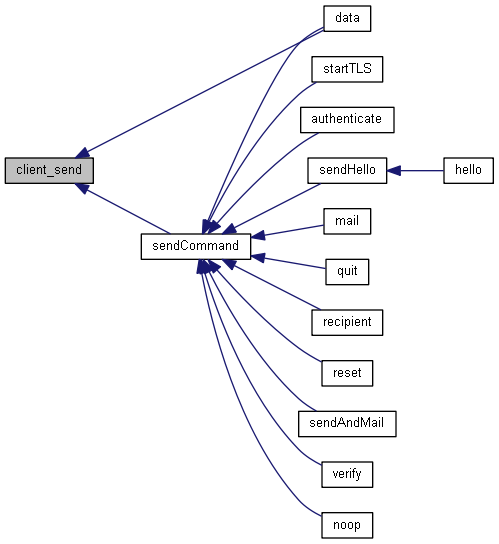 data
startTLS
authenticate
client_send
sendHello
hello
mail
sendCommand
quit
recipient
reset
sendAndMail
verify
noop